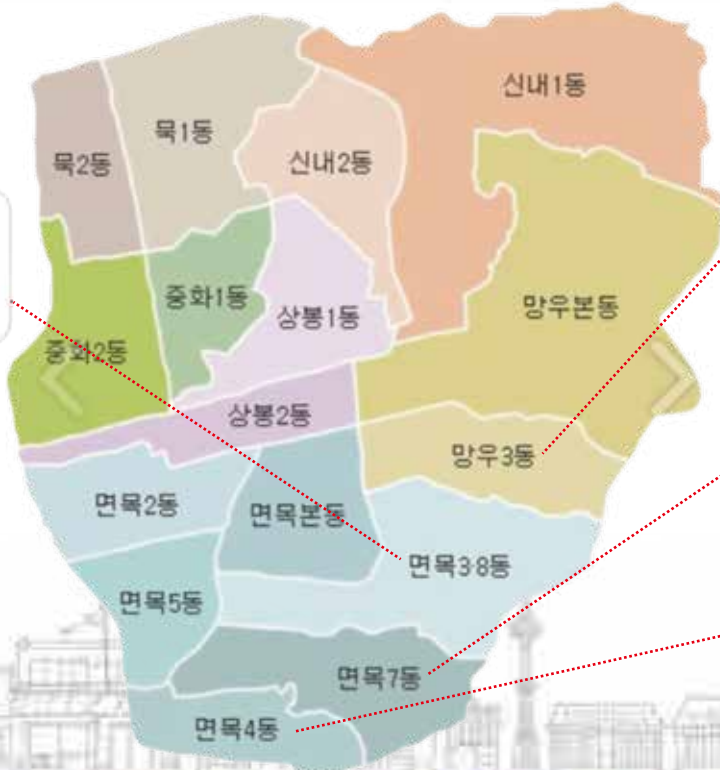 신내1동
묵1동
묵2동
신내2동
중화1동
상봉1동
망우본동
중화2동
상봉2동
망우3동
면목2동
면목본동
면목3·8동
면목5동
면목7동
면목4동